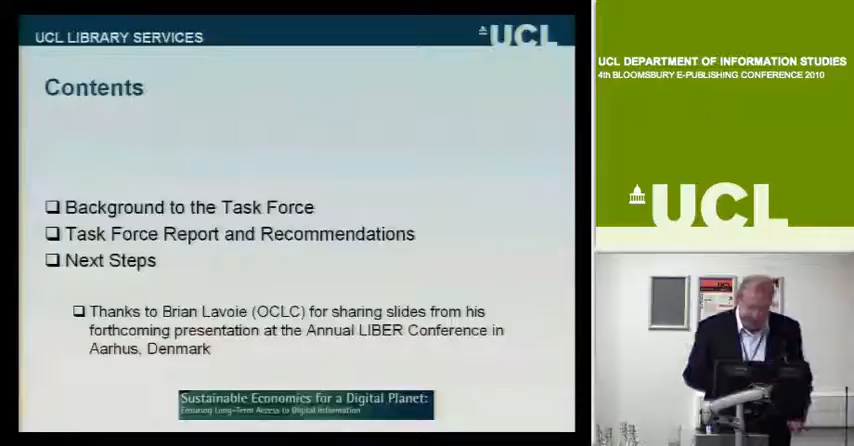 UCL LIBRARY SERVICES
UCL
Contents
❑ Background to the Task Force
❑ Task Force Report and Recommendations
❑ Next Steps
❑ Thanks to Brian Lavoie (OCLC) for sharing slides from his
forthcoming presentation at the Annual LIBER Conference in
Aarhus, Denmark
Sustainable Economics for a Digital Planet:
Ensuring Long-Term Access to Digital Information
UCL DEPARTMENT OF INFORMATION STUDIES
4th BLOOMSBURY E-PUBLISHING CONFERENCE 2010
UCL